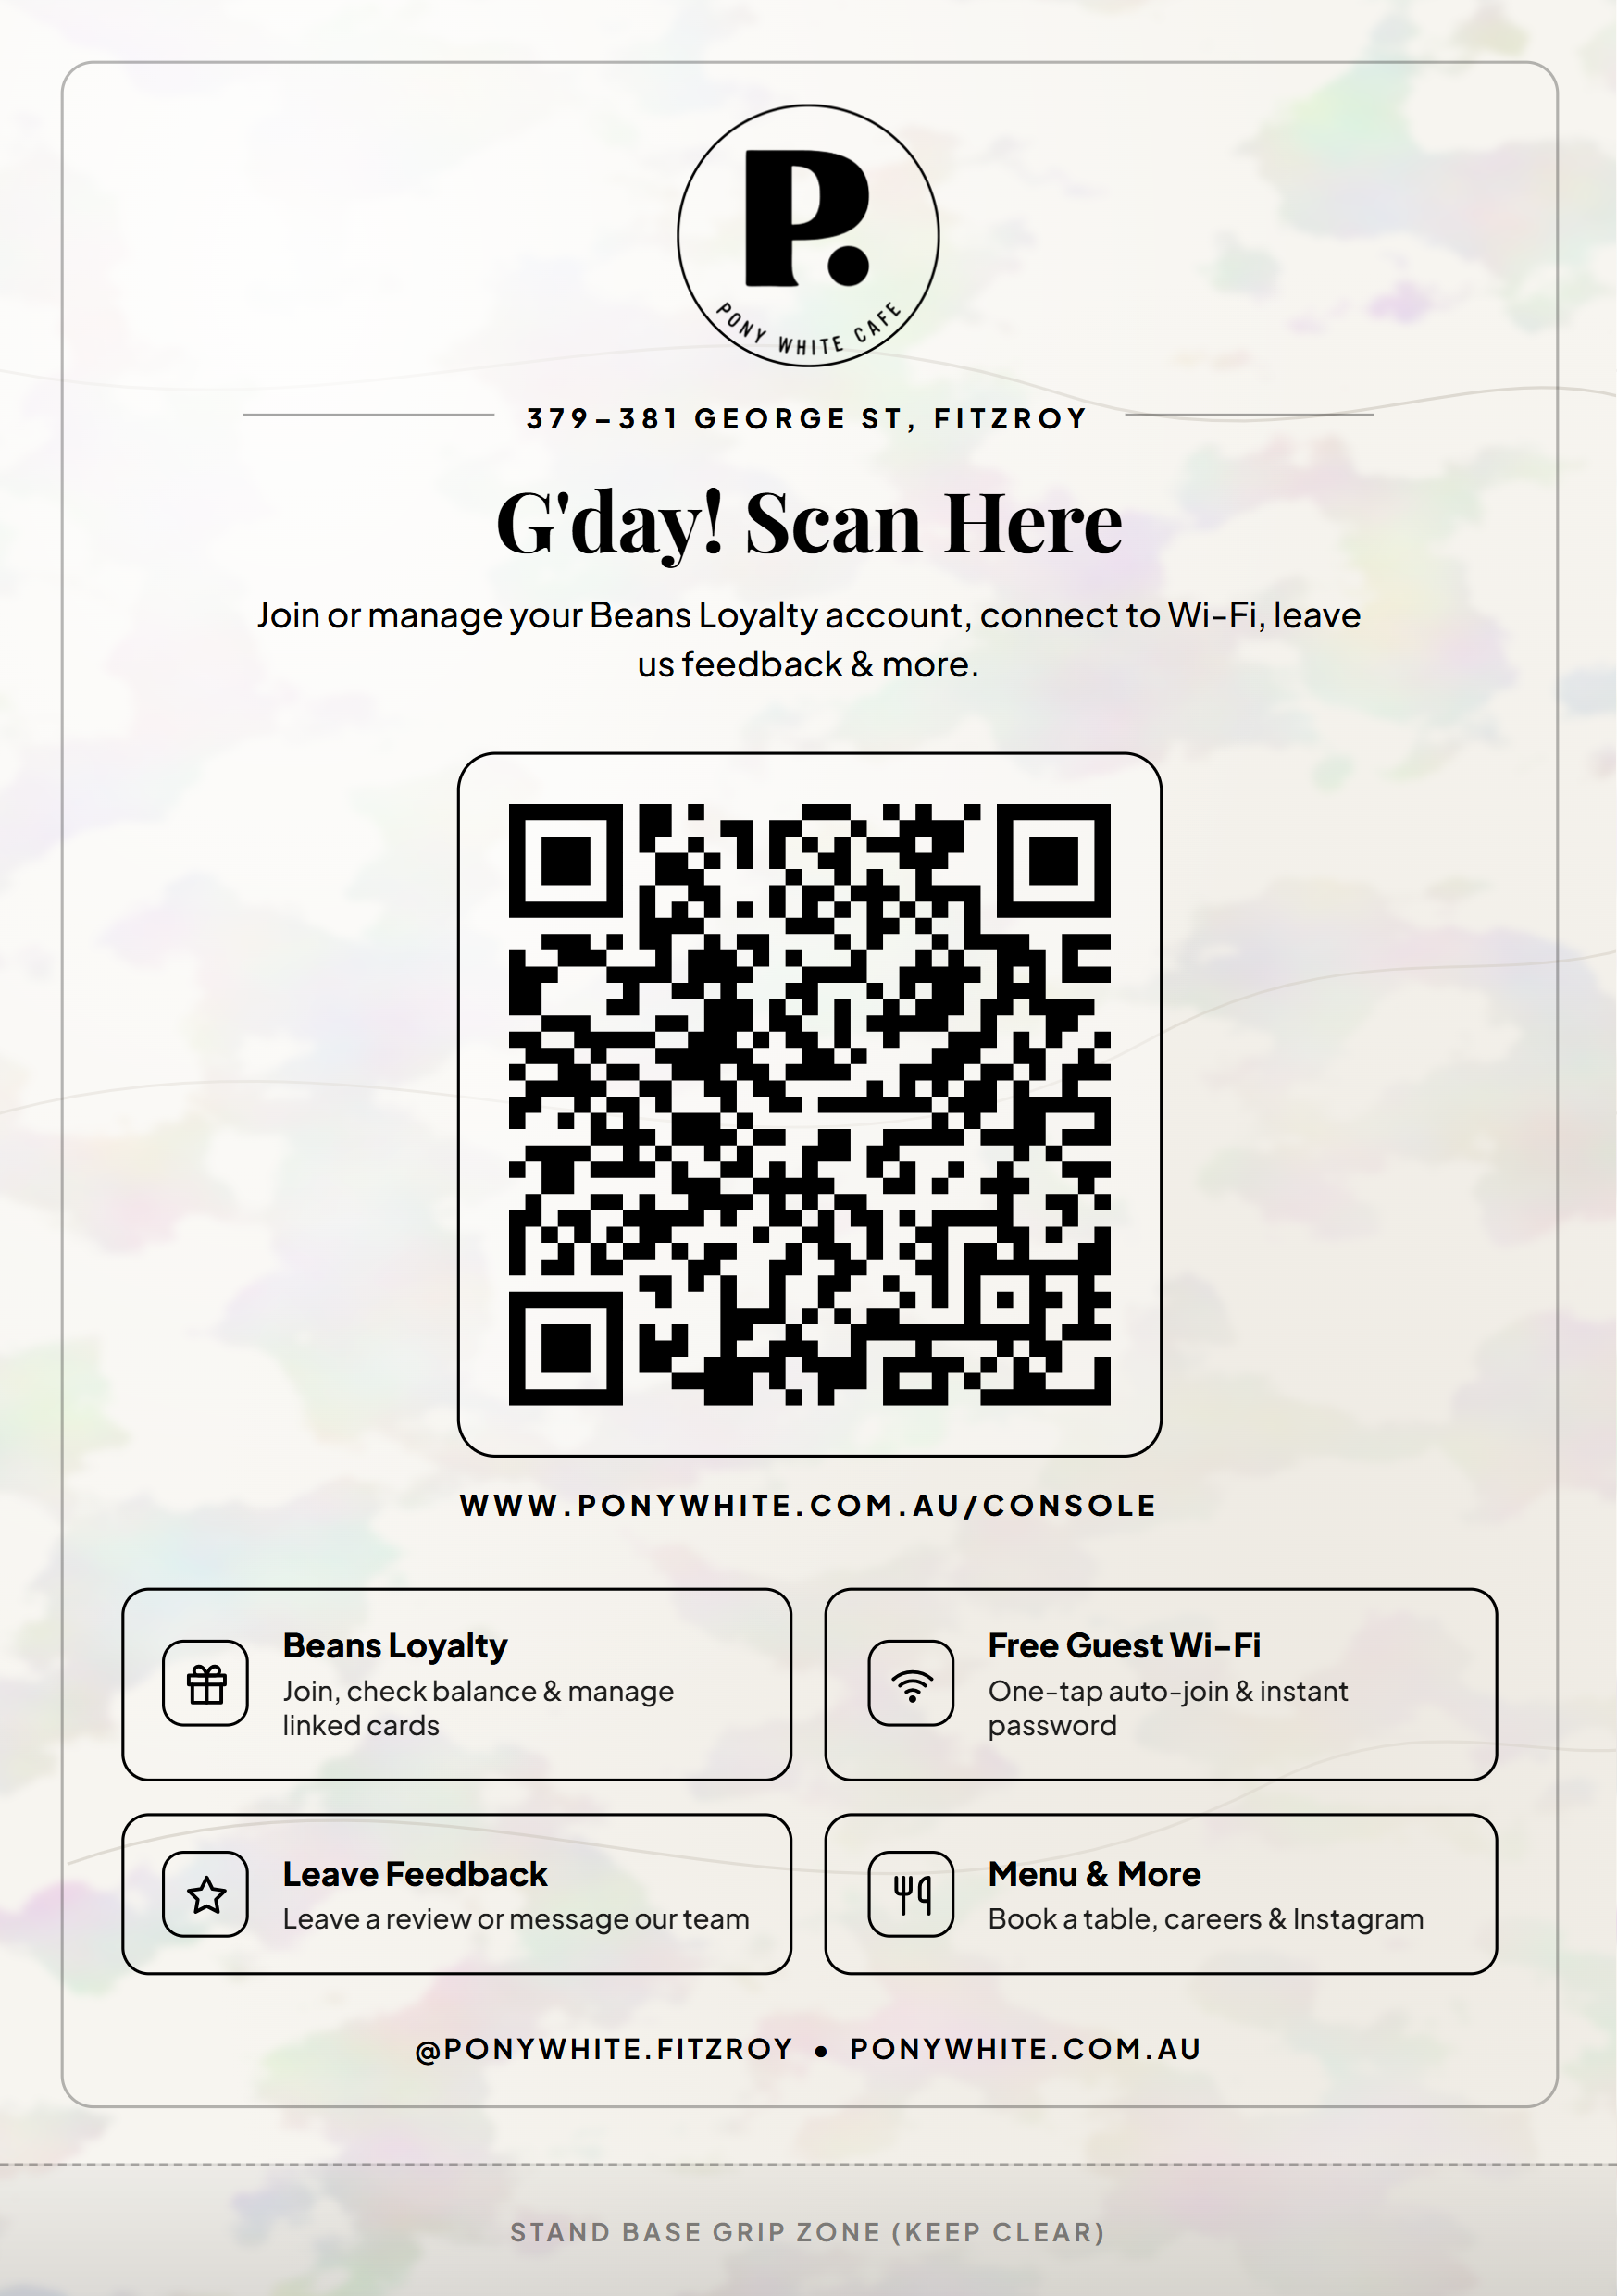 P.
PONY WHITE CAFE
379–381 GEORGE ST, FITZROY
G'day! Scan Here
Join or manage your Beans Loyalty account, connect to Wi-Fi, leave
us feedback & more.
WWW.PONYWHITE.COM.AU/CONSOLE
Beans Loyalty
Join, check balance & manage
linked cards
Free Guest Wi-Fi
One-tap auto-join & instant
password
Leave Feedback
Leave a review or message our team
Menu & More
Book a table, careers & Instagram
@PONYWHITE.FITZROY • PONYWHITE.COM.AU
STAND BASE GRIP ZONE (KEEP CLEAR)